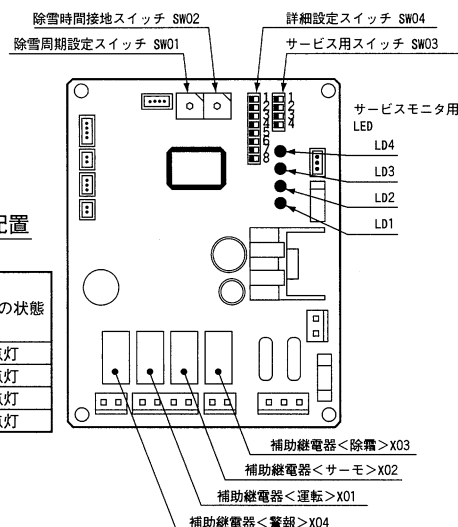 除雪時間接地スイッチ SW02
除雪周期設定スイッチ SW01
詳細設定スイッチ SW04
サービス用スイッチ SW03
1
2
3
4
5
6
7
8
1
2
3
4
サービスモニタ用
LED
LD4
LD3
LD2
LD1
配置
の状態
点灯
点灯
点灯
点灯
補助継電器<除霜>X03
補助継電器<サーモ>X02
補助継電器<運転>X01
補助継電器<警報>X04